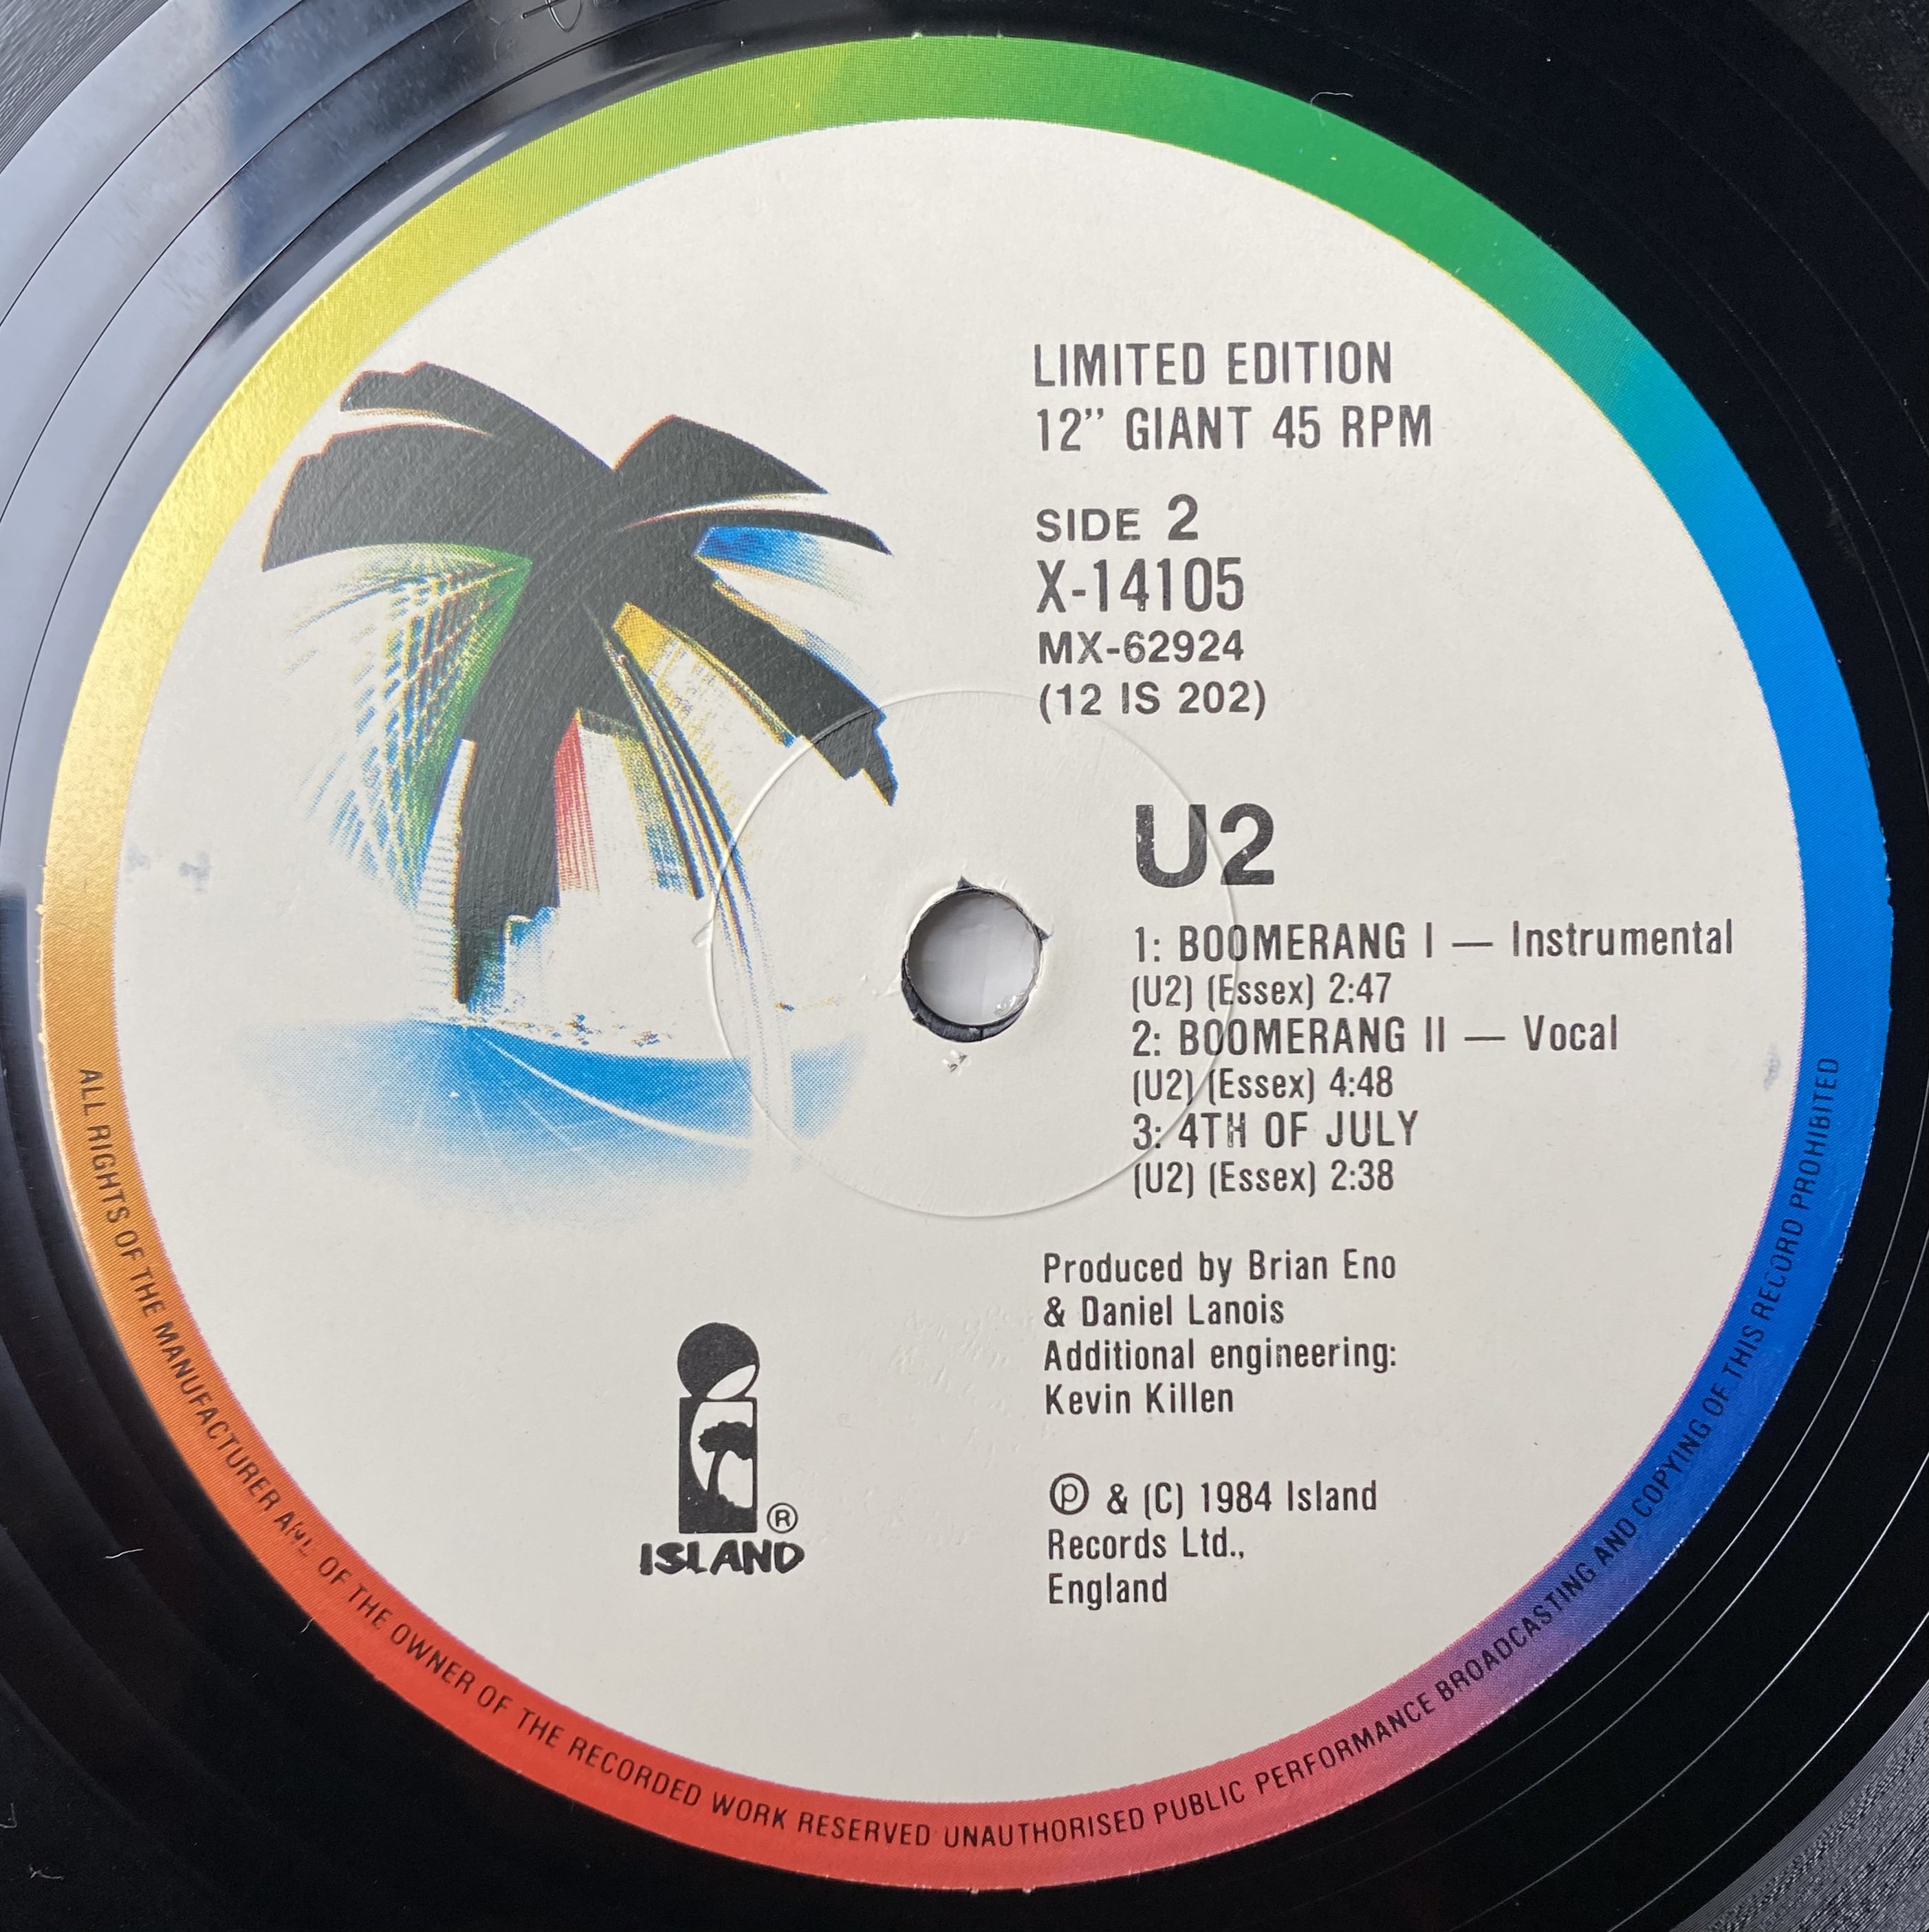 LIMITED EDITION
12” GIANT 45 RPM
SIDE 2
X-14105
MX-62924
(12 IS 202)
U2
1: BOOMERANG I — Instrumental
(U2) (Essex) 2:47
2: BOOMERANG II — Vocal
(U2) (Essex) 4:48
3: 4TH OF JULY
(U2) (Essex) 2:38
Produced by Brian Eno
& Daniel Lanois
Additional engineering:
Kevin Killen
Ⓟ & (C) 1984 Island
Records Ltd.,
England
®
ISLAND
ALL RIGHTS OF THE MANUFACTURER OF THE OWNER OF THE RECORDED WORK RESERVED UNAUTHORISED PUBLIC PERFORMANCE BROADCASTING AND COPYING OF THIS RECORD PROHIBITED